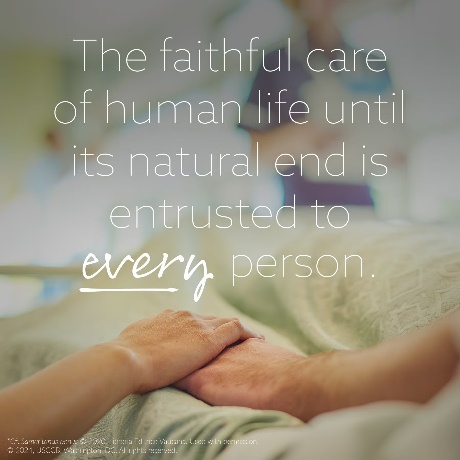 The faithful care
of human life until
its natural end is
entrusted to
every person.
© 2021, USCCB, Washington, DC. All rights reserved.